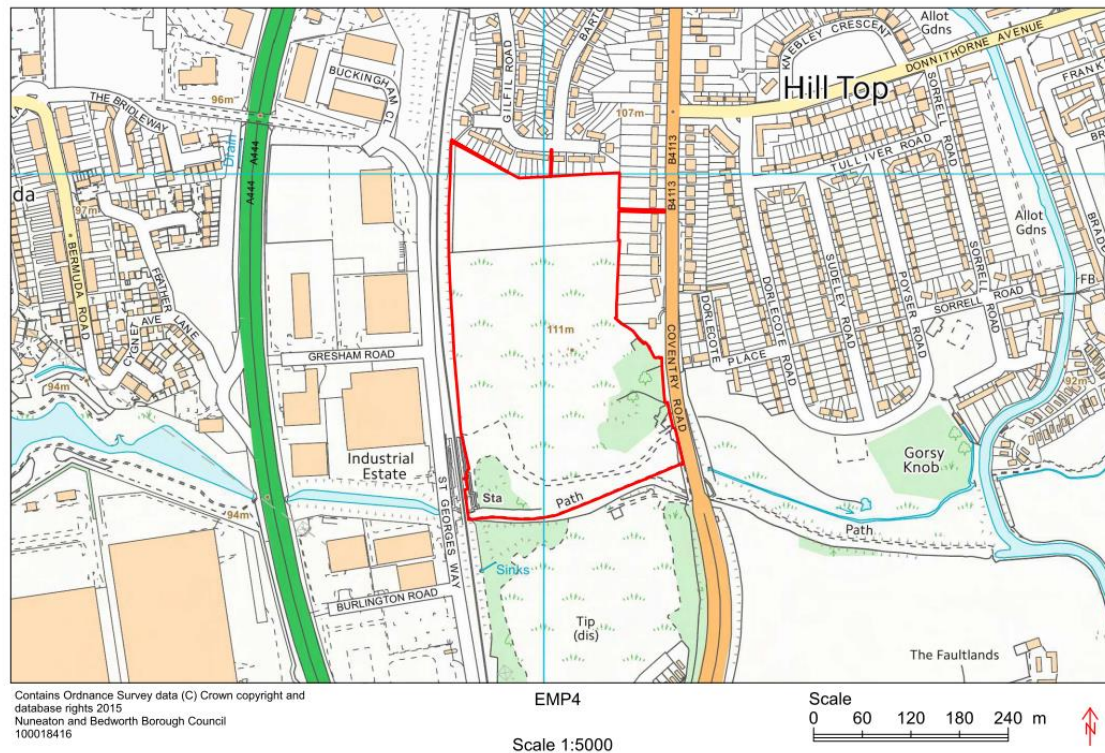 Allot
Gdns
KNEBLEY CRESCENT
DONNITHORNE AVENUE
FRANK
BUCKINGHAM CL
GILFIL ROAD
BARTO
Hill Top
THE BRIDLEWAY
96m
107m
Drain
A444
A444
B4113
B4113
TULLIVER ROAD
SORRELL ROAD
da
97m
BERMUDA ROAD
FLATHER LANE
GNEY AVE
Allot
Gdns
BRADS
SUDELEY ROAD
POYSER ROAD
SORRELL
ROAD
SORRELL ROAD
FB
DORLECOTE
PLACE
DORLECOTE ROAD
111m
GRESHAM ROAD
COVENTRY ROAD
94m
92m
Industrial
Estate
Gorsy
Knob
ST GEORGES WAY
Sta
Path
94m
Path
Sinks
BURLINGTON ROAD
Tip
(dis)
The Faultlands
Contains Ordnance Survey data (C) Crown copyright and
database rights 2015
Nuneaton and Bedworth Borough Council
100018416
EMP4
Scale 1:5000
Scale
0 60 120 180 240 m
N